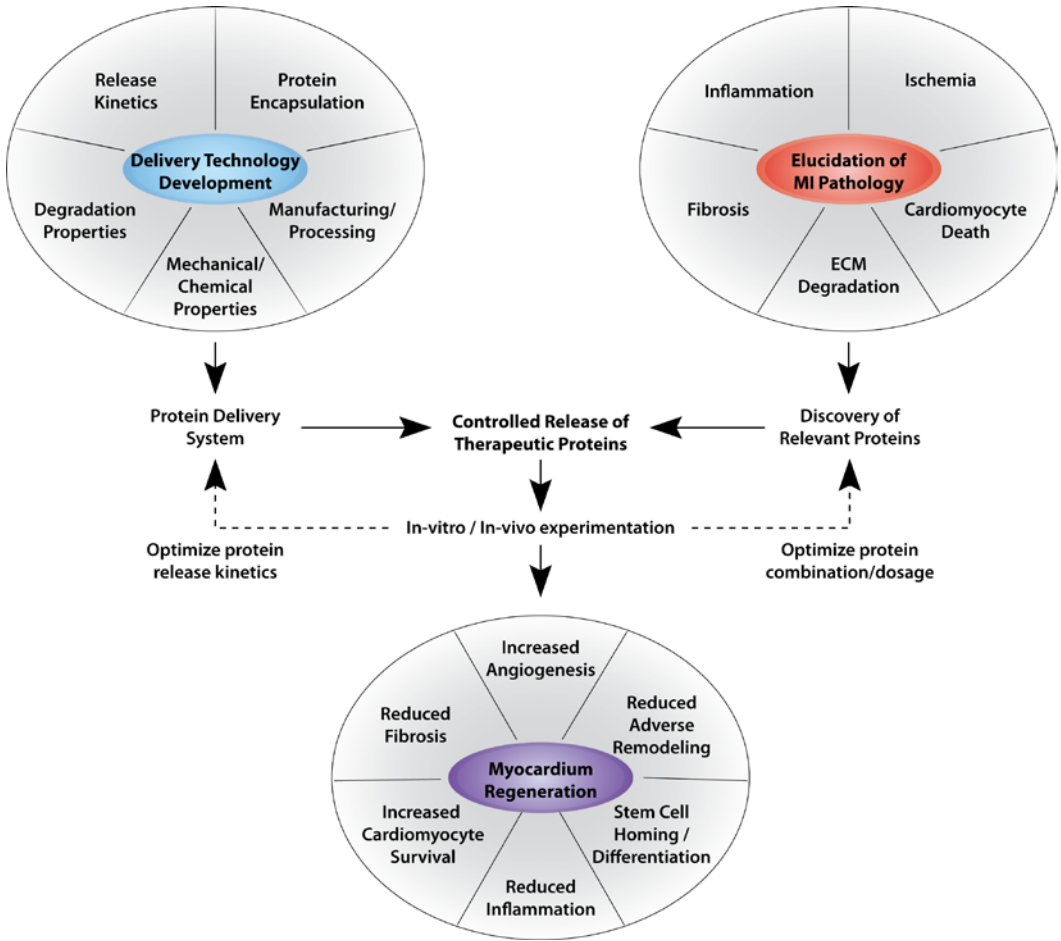 Release
Kinetics
Protein
Encapsulation
Delivery Technology
Development
Degradation
Properties
Manufacturing/
Processing
Mechanical/
Chemical
Properties
Inflammation
Ischemia
Elucidation of
MI Pathology
Fibrosis
Cardiomyocyte
Death
ECM
Degradation
Protein Delivery
System
Controlled Release of
Therapeutic Proteins
Discovery of
Relevant Proteins
In-vitro / In-vivo experimentation
Optimize protein
release kinetics
Optimize protein
combination/dosage
Increased
Angiogenesis
Reduced
Fibrosis
Reduced
Adverse
Remodeling
Myocardium
Regeneration
Increased
Cardiomyocyte
Survival
Stem Cell
Homing /
Differentiation
Reduced
Inflammation